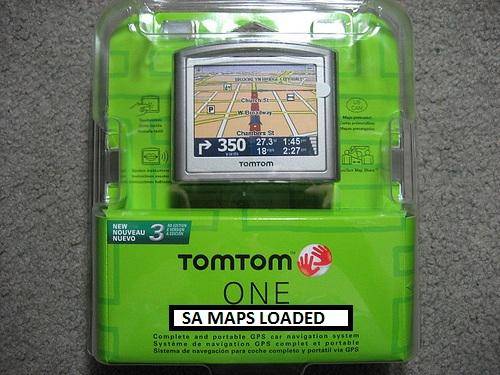 Church St
W Broadway
Chambers St
350
27.3M 1:45
18 2:27
TOMTOM
NEW
NOUVEAU
NUEVO
3
TOMTOM
ONE
SA MAPS LOADED
Complete and portable GPS car navigation system
Système de navigation GPS complet et portable
Sistema de navegación para coche completo y portátil vía GPS